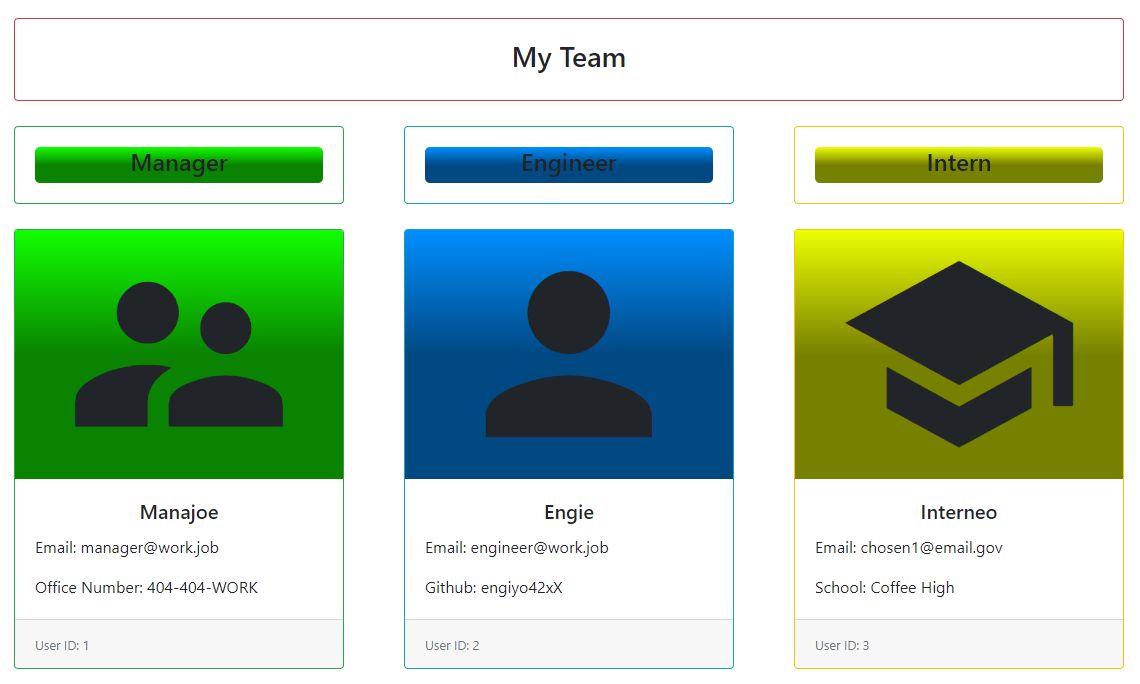 My Team
Manager
Engineer
Intern
Manajoe
Email: manager@work.job
Office Number: 404-404-WORK
User ID: 1
Engie
Email: engineer@work.job
Github: engiyo42xX
User ID: 2
Interneo
Email: chosen1@email.gov
School: Coffee High
User ID: 3